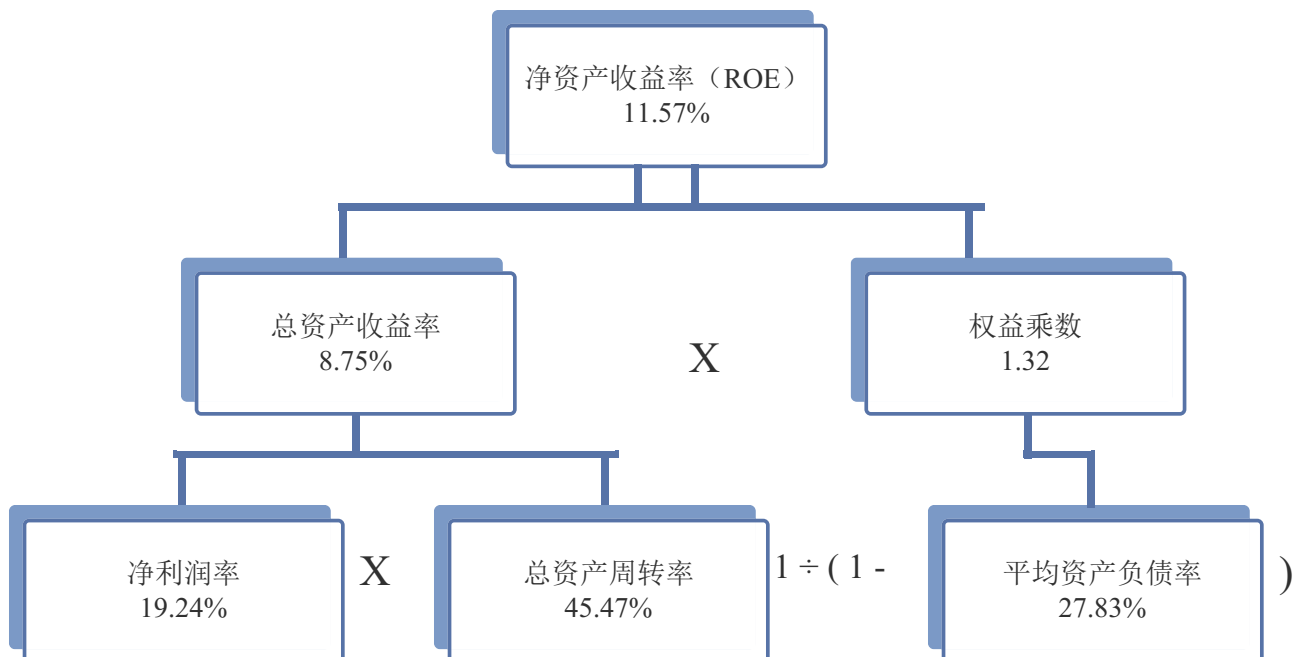 净资产收益率（ROE）
11.57%
总资产收益率
8.75%
X
权益乘数
1.32
净利润率
19.24%
X
总资产周转率
45.47%
1 ÷ ( 1 -
平均资产负债率
27.83%
)